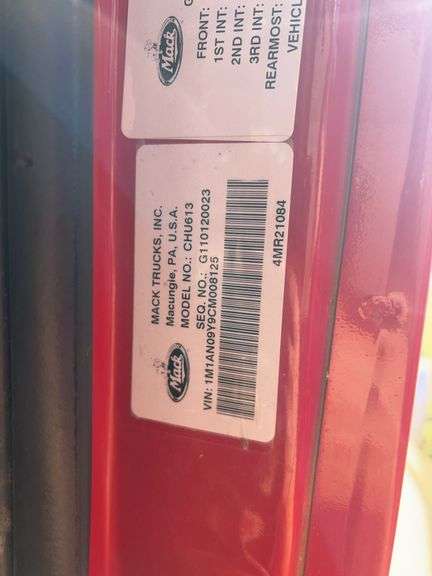 Mack
G
FRONT:
1ST INT:
2ND INT:
3RD INT:
REARMOST:
VEHICL
Mack
MACK TRUCKS, INC.
Macungie, PA, U.S.A.
MODEL NO.: CHU613
SEQ. NO.: G110120023
VIN: 1M1AN09Y9CM008125
4MR21084